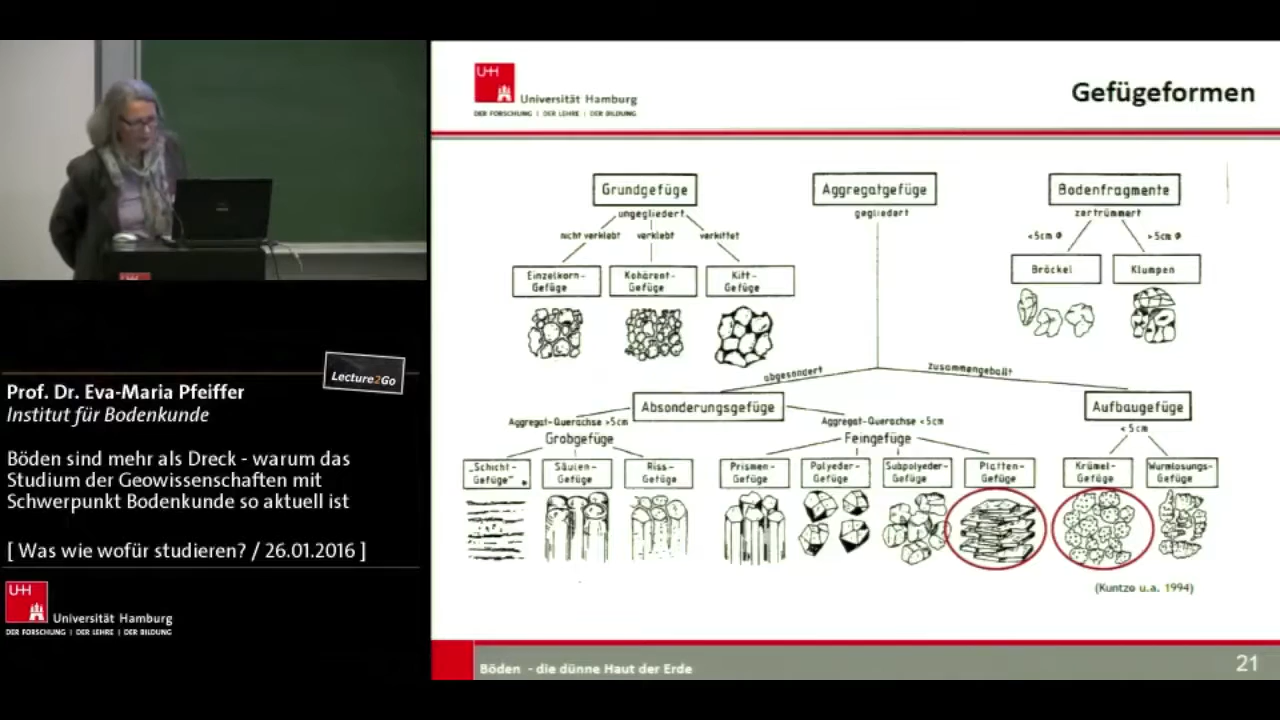 UHH
Universität Hamburg
DER FORSCHUNG | DER LEHRE | DER BILDUNG
Gefügeformen
Grundgefüge
Aggregatgefüge
Bodenfragmente
ungegliedert
gegliedert
zertrümmert
nicht verklebt
verklebt
verkittet
<5cm Φ
>5cm Φ
Einzelkorn-
Gefüge
Kohärent-
Gefüge
Kitt-
Gefüge
Bröckel
Klumpen
abgesondert
zusammengeballt
Absonderungsgefüge
Aufbaugefüge
Aggregat-Querachse >5cm
Aggregat-Querachse <5cm
<5cm
Grobgefüge
Feingefüge
„Schicht-
Gefüge"
Säulen-
Gefüge
Riss-
Gefüge
Prismen-
Gefüge
Polyeder-
Gefüge
Subpolyeder-
Gefüge
Platten-
Gefüge
Krümel-
Gefüge
Wurmlosungs-
Gefüge
(Kuntzo u.a. 1994)
Böden - die dünne Haut der Erde
21
Lecture2Go
Prof. Dr. Eva-Maria Pfeiffer
Institut für Bodenkunde
Böden sind mehr als Dreck - warum das
Studium der Geowissenschaften mit
Schwerpunkt Bodenkunde so aktuell ist
[ Was wie wofür studieren? / 26.01.2016 ]
UHH
Universität Hamburg
DER FORSCHUNG | DER LEHRE | DER BILDUNG